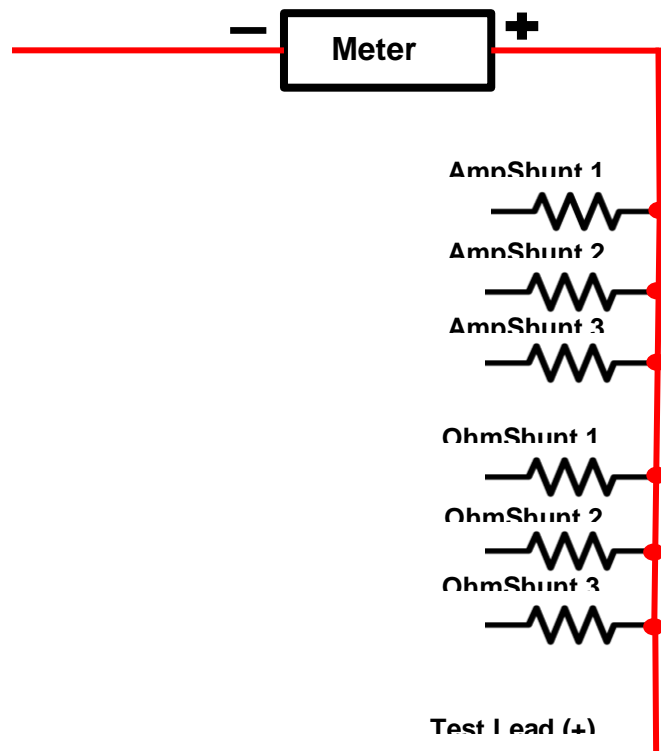 − Meter +
AmpShunt 1
AmpShunt 2
AmpShunt 3
OhmShunt 1
OhmShunt 2
OhmShunt 3
Test Lead (+)